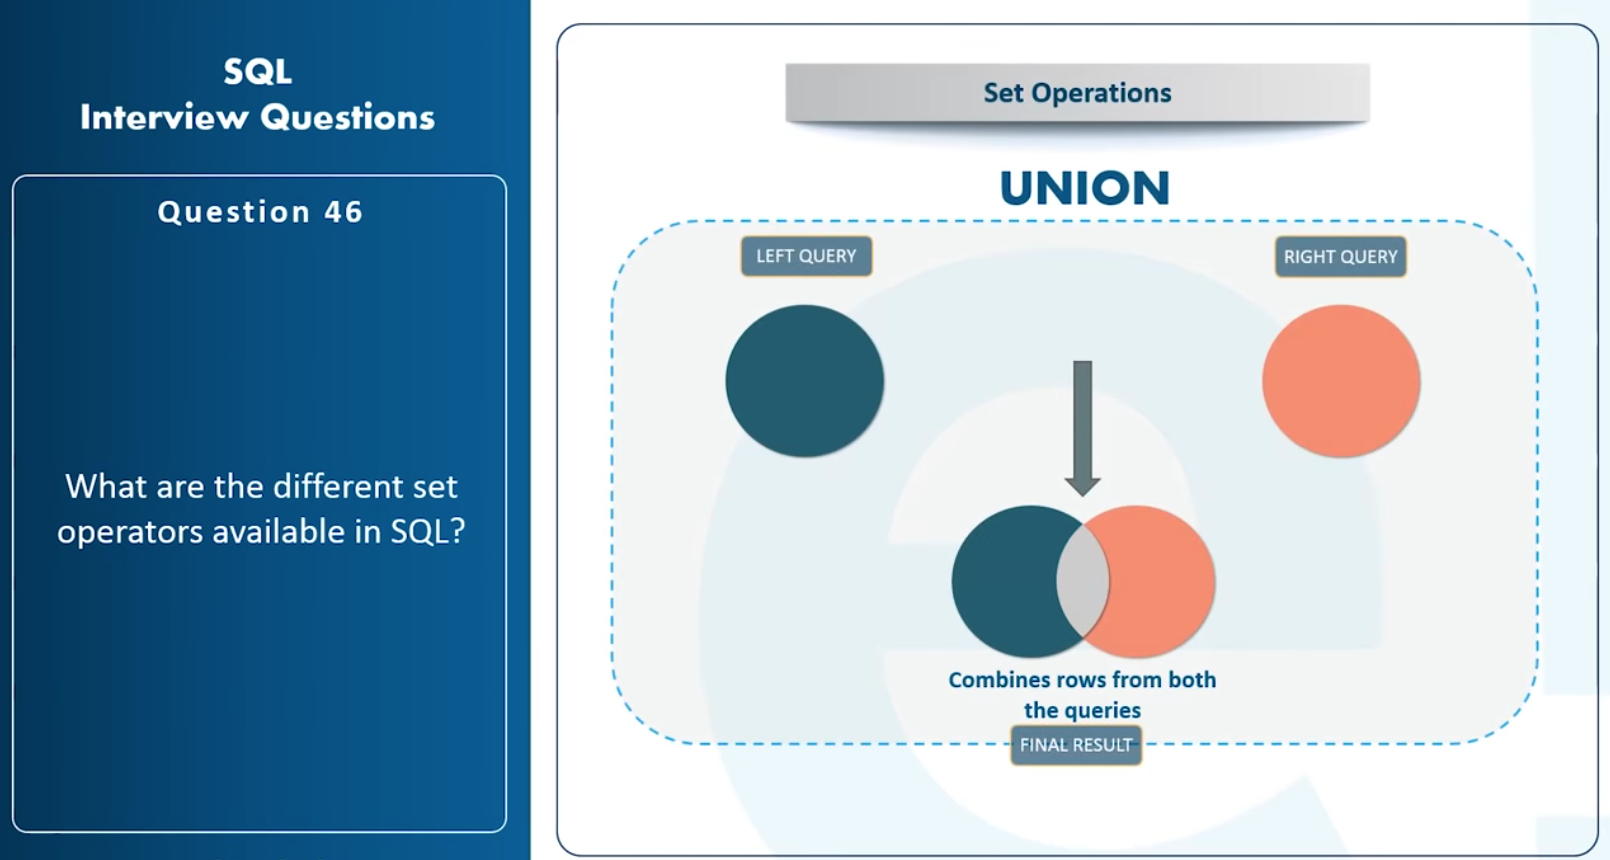 SQL
Interview Questions
Question 46
What are the different set
operators available in SQL?
Set Operations
UNION
LEFT QUERY
RIGHT QUERY
Combines rows from both
the queries
FINAL RESULT